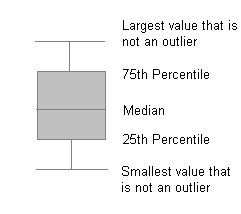 Largest value that is
not an outlier
75th Percentile
Median
25th Percentile
Smallest value that
is not an outlier